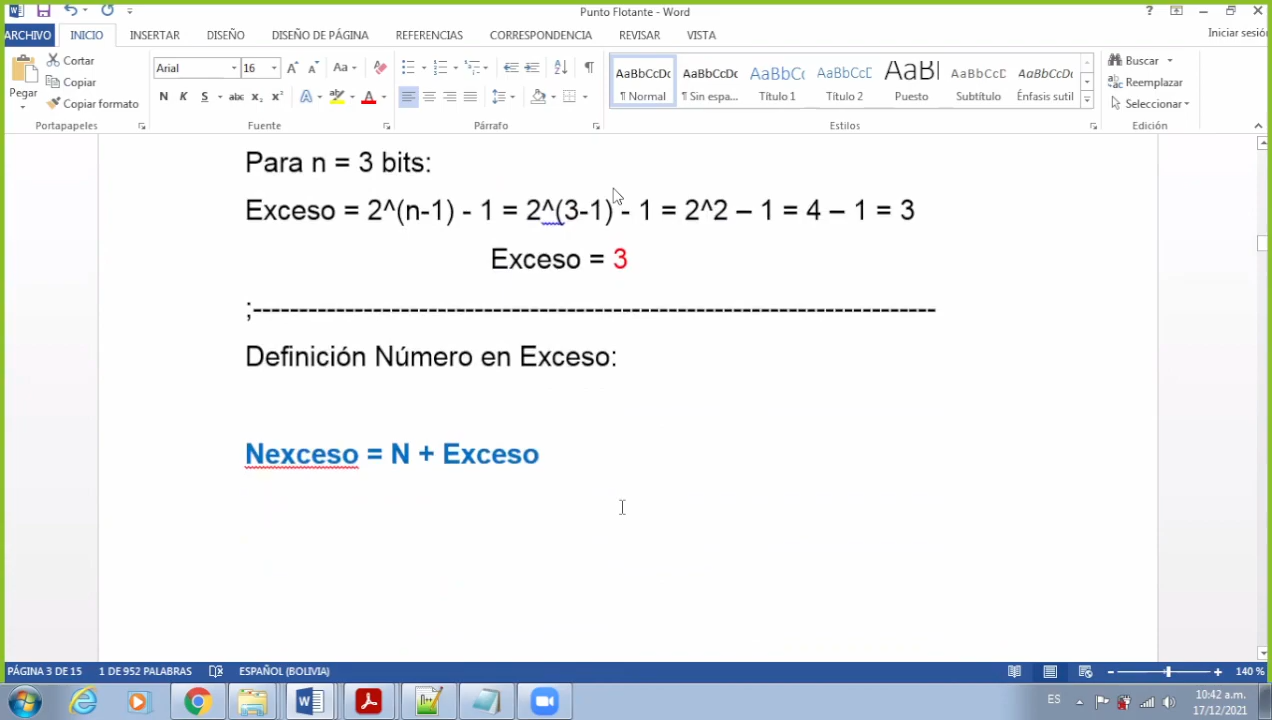 Punto Flotante - Word
?
ARCHIVO INICIO INSERTAR DISEÑO DISEÑO DE PÁGINA REFERENCIAS CORRESPONDENCIA REVISAR VISTA Iniciar sesió
Pegar
Cortar
Copiar
Copiar formato
Portapapeles
Arial 16
N K S abc x₂ x²
Fuente
Párrafo
AaBbCcDc AaBbCcDc AaBbCc AaBbCcD AaBl AaBbCcD AaBbCcDc
¶ Normal ¶ Sin espa... Título 1 Título 2 Puesto Subtítulo Énfasis sutil
Estilos
Buscar
Reemplazar
Seleccionar
Edición
Para n = 3 bits:
Exceso = 2^(n-1) - 1 = 2^(3-1) - 1 = 2^2 – 1 = 4 – 1 = 3
Exceso = 3
;---------------------------------------------------------------------------
Definición Número en Exceso:
Nexceso = N + Exceso
PÁGINA 3 DE 15 1 DE 952 PALABRAS ESPAÑOL (BOLIVIA) 140 %
ES
10:42 a.m.
17/12/2021